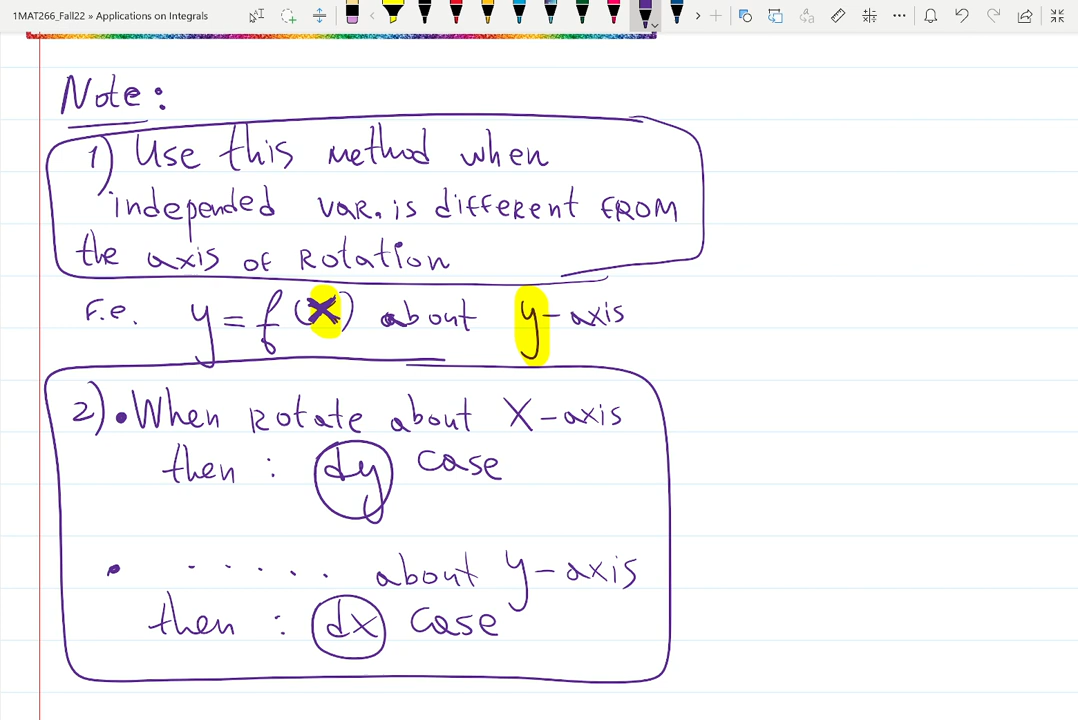 1MAT266_Fall22 » Applications on Integrals
Note:
1) Use this method when
independed var. is different from
the axis of Rotation
F.e. y = f(x) about y-axis
2) • When rotate about X-axis
then : dy case
• . . . . . about y-axis
then : dx case